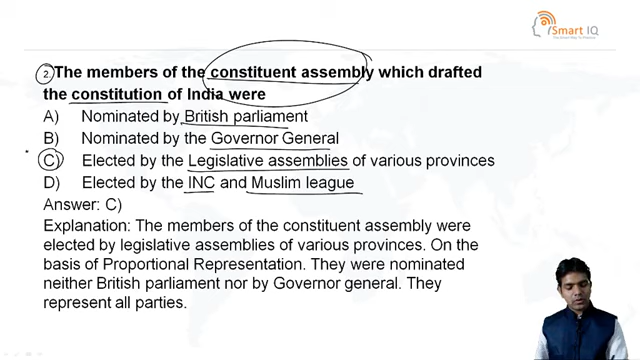 Smart IQ
2. The members of the constituent assembly which drafted
the constitution of India were
A) Nominated by British parliament
B) Nominated by the Governor General
C) Elected by the Legislative assemblies of various provinces
D) Elected by the INC and Muslim league
Answer: C)
Explanation: The members of the constituent assembly were
elected by legislative assemblies of various provinces. On the
basis of Proportional Representation. They were nominated
neither British parliament nor by Governor general. They
represent all parties.